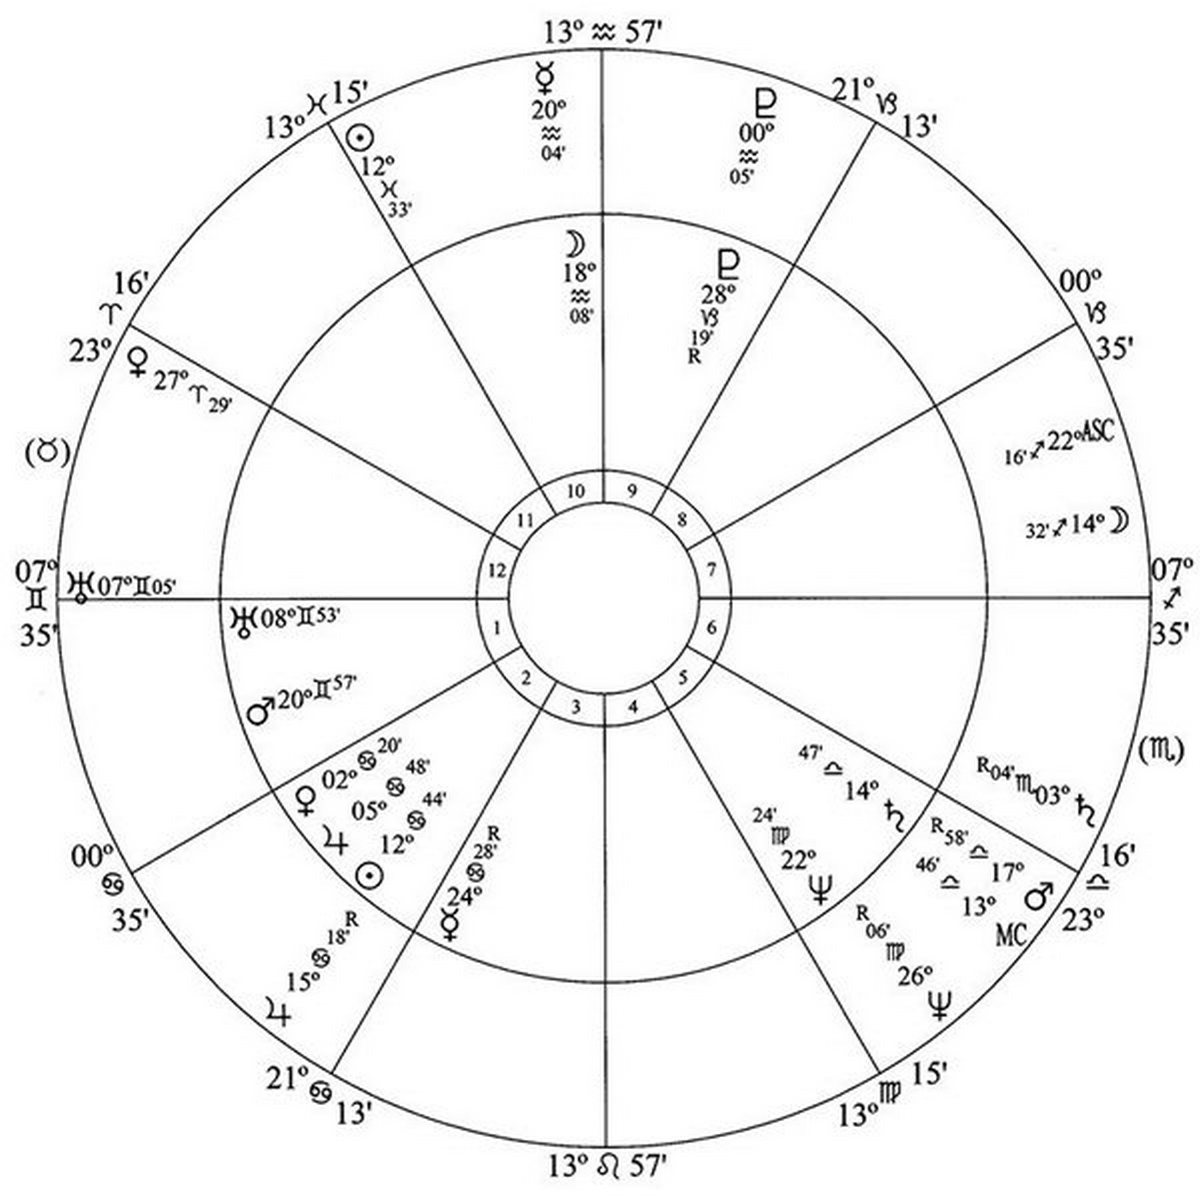 13° ♒ 57'
☿
20°
♒
04'
♇
00°
♒
05'
21° ♑ 13'
13° ♓ 15'
☉
12°
♓
33'
☽
18°
♒
08'
♇
28°
♑
19'
R
16'
♈
23°
♀ 27° ♈ 29'
00°
♑
35'
(♉)
16' ♐ 22° ASC
32' ♐ 14° ☽
10 9
11 8
12 7
1 6
2 5
3 4
07°
♊
35'
♅ 07° ♊ 05'
07°
♐
35'
♅ 08° ♊ 53'
♂ 20° ♊ 57'
♀ 02° ♋ 20'
♃ 05° ♋ 48'
☉ 12° ♋ 44'
☿ 24° ♋ 28' R
47' ♎ 14° ♄
24' ♍ 22° ♆
(♏)
R 04' ♏ 03° ♄
R 58' ♎ 17° ♂
46' ♎ 13° MC
R 06' ♍ 26° ♆
00°
♋
35'
16'
♎
23°
♃ 15° ♋ 18' R
21° ♋ 13'
13° ♍ 15'
13° ♌ 57'